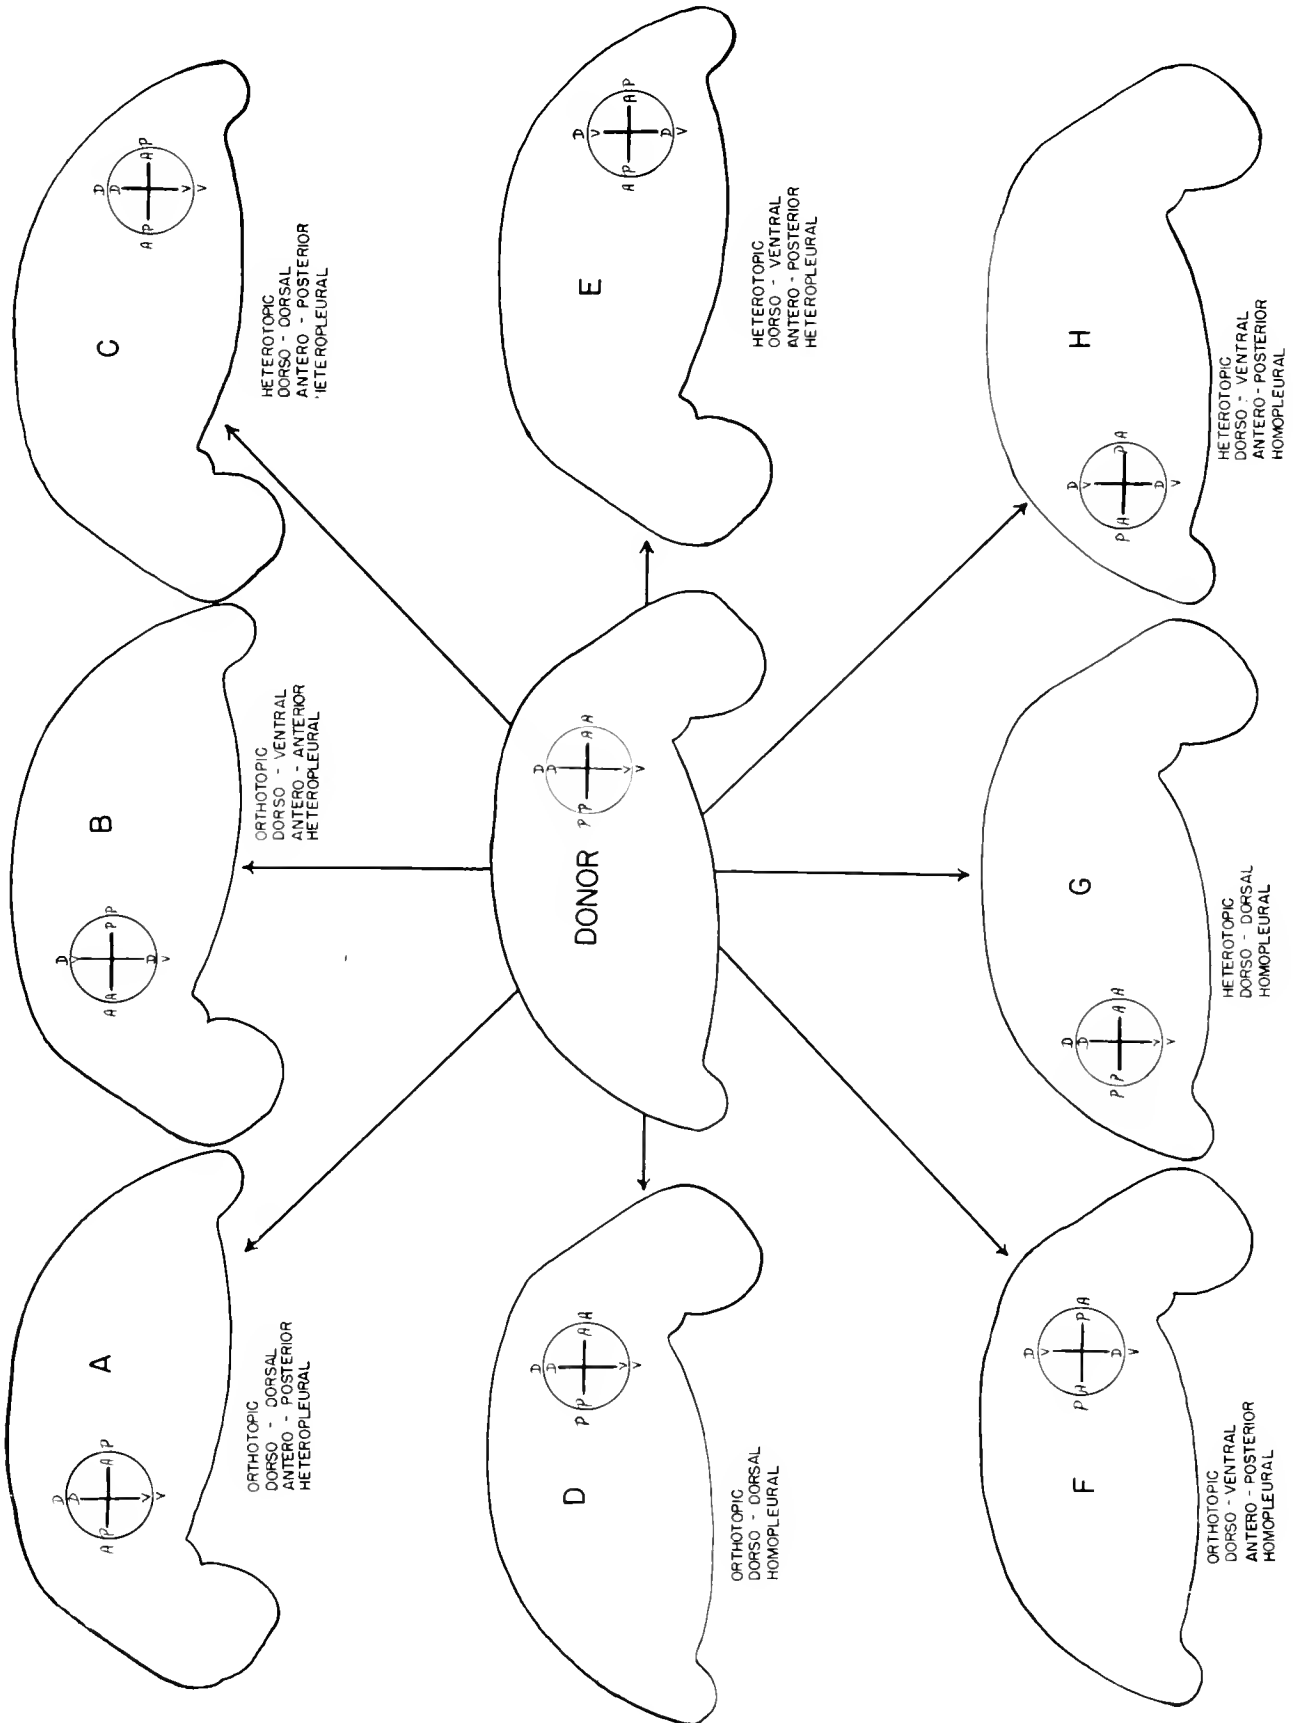 A
D
D
A P A P
V
V
ORTHOTOPIC
DORSO - DORSAL
ANTERO - POSTERIOR
HETEROPLEURAL
B
D
V
A A P P
D
V
ORTHOTOPIC
DORSO - VENTRAL
ANTERO - ANTERIOR
HETEROPLEURAL
C
D
D
A P A P
V
V
HETEROTOPIC
DORSO - DORSAL
ANTERO - POSTERIOR
HETEROPLEURAL
D
D
D
P P A A
V
V
ORTHOTOPIC
DORSO - DORSAL
HOMOPLEURAL
DONOR
D
D
P P A A
V
V
E
D
V
A P A P
D
V
HETEROTOPIC
DORSO - VENTRAL
ANTERO - POSTERIOR
HETEROPLEURAL
F
D
V
P A P A
D
V
ORTHOTOPIC
DORSO - VENTRAL
ANTERO - POSTERIOR
HOMOPLEURAL
G
D
D
P P A A
V
V
HETEROTOPIC
DORSO - DORSAL
HOMOPLEURAL
H
D
V
P A P A
D
V
HETEROTOPIC
DORSO - VENTRAL
ANTERO - POSTERIOR
HOMOPLEURAL